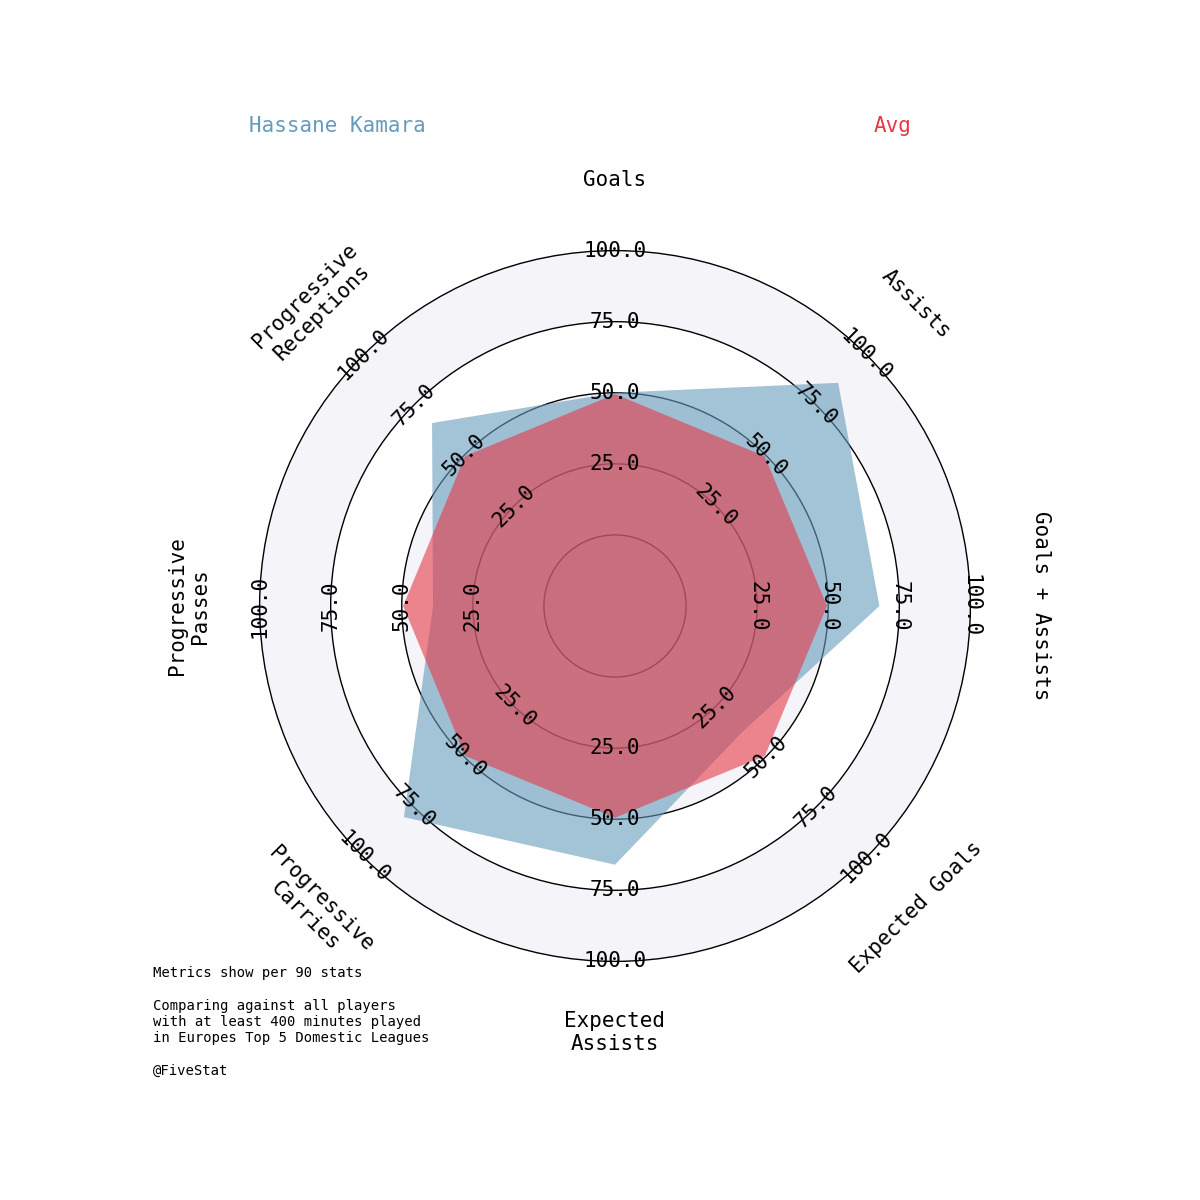 Hassane Kamara
Avg
Goals
Assists
Goals + Assists
Expected Goals
Expected
Assists
Progressive
Carries
Progressive
Passes
Progressive
Receptions
25.0
50.0
75.0
100.0
25.0
50.0
75.0
100.0
25.0
50.0
75.0
100.0
25.0
50.0
75.0
100.0
25.0
50.0
75.0
100.0
25.0
50.0
75.0
100.0
25.0
50.0
75.0
100.0
25.0
50.0
75.0
100.0
Metrics show per 90 stats
Comparing against all players
with at least 400 minutes played
in Europes Top 5 Domestic Leagues
@FiveStat